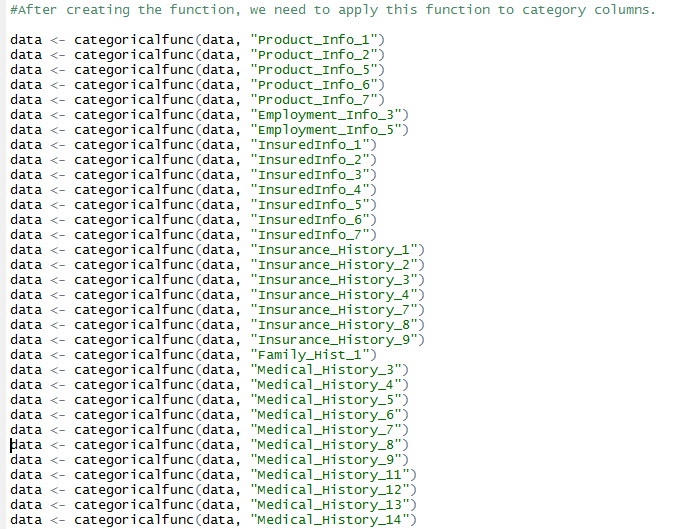 #After creating the function, we need to apply this function to category columns.
data <- categoricalfunc(data, "Product_Info_1")
data <- categoricalfunc(data, "Product_Info_2")
data <- categoricalfunc(data, "Product_Info_5")
data <- categoricalfunc(data, "Product_Info_6")
data <- categoricalfunc(data, "Product_Info_7")
data <- categoricalfunc(data, "Employment_Info_3")
data <- categoricalfunc(data, "Employment_Info_5")
data <- categoricalfunc(data, "InsuredInfo_1")
data <- categoricalfunc(data, "InsuredInfo_2")
data <- categoricalfunc(data, "InsuredInfo_3")
data <- categoricalfunc(data, "InsuredInfo_4")
data <- categoricalfunc(data, "InsuredInfo_5")
data <- categoricalfunc(data, "InsuredInfo_6")
data <- categoricalfunc(data, "InsuredInfo_7")
data <- categoricalfunc(data, "Insurance_History_1")
data <- categoricalfunc(data, "Insurance_History_2")
data <- categoricalfunc(data, "Insurance_History_3")
data <- categoricalfunc(data, "Insurance_History_4")
data <- categoricalfunc(data, "Insurance_History_7")
data <- categoricalfunc(data, "Insurance_History_8")
data <- categoricalfunc(data, "Insurance_History_9")
data <- categoricalfunc(data, "Family_Hist_1")
data <- categoricalfunc(data, "Medical_History_3")
data <- categoricalfunc(data, "Medical_History_4")
data <- categoricalfunc(data, "Medical_History_5")
data <- categoricalfunc(data, "Medical_History_6")
data <- categoricalfunc(data, "Medical_History_7")
data <- categoricalfunc(data, "Medical_History_8")
data <- categoricalfunc(data, "Medical_History_9")
data <- categoricalfunc(data, "Medical_History_11")
data <- categoricalfunc(data, "Medical_History_12")
data <- categoricalfunc(data, "Medical_History_13")
data <- categoricalfunc(data, "Medical_History_14")